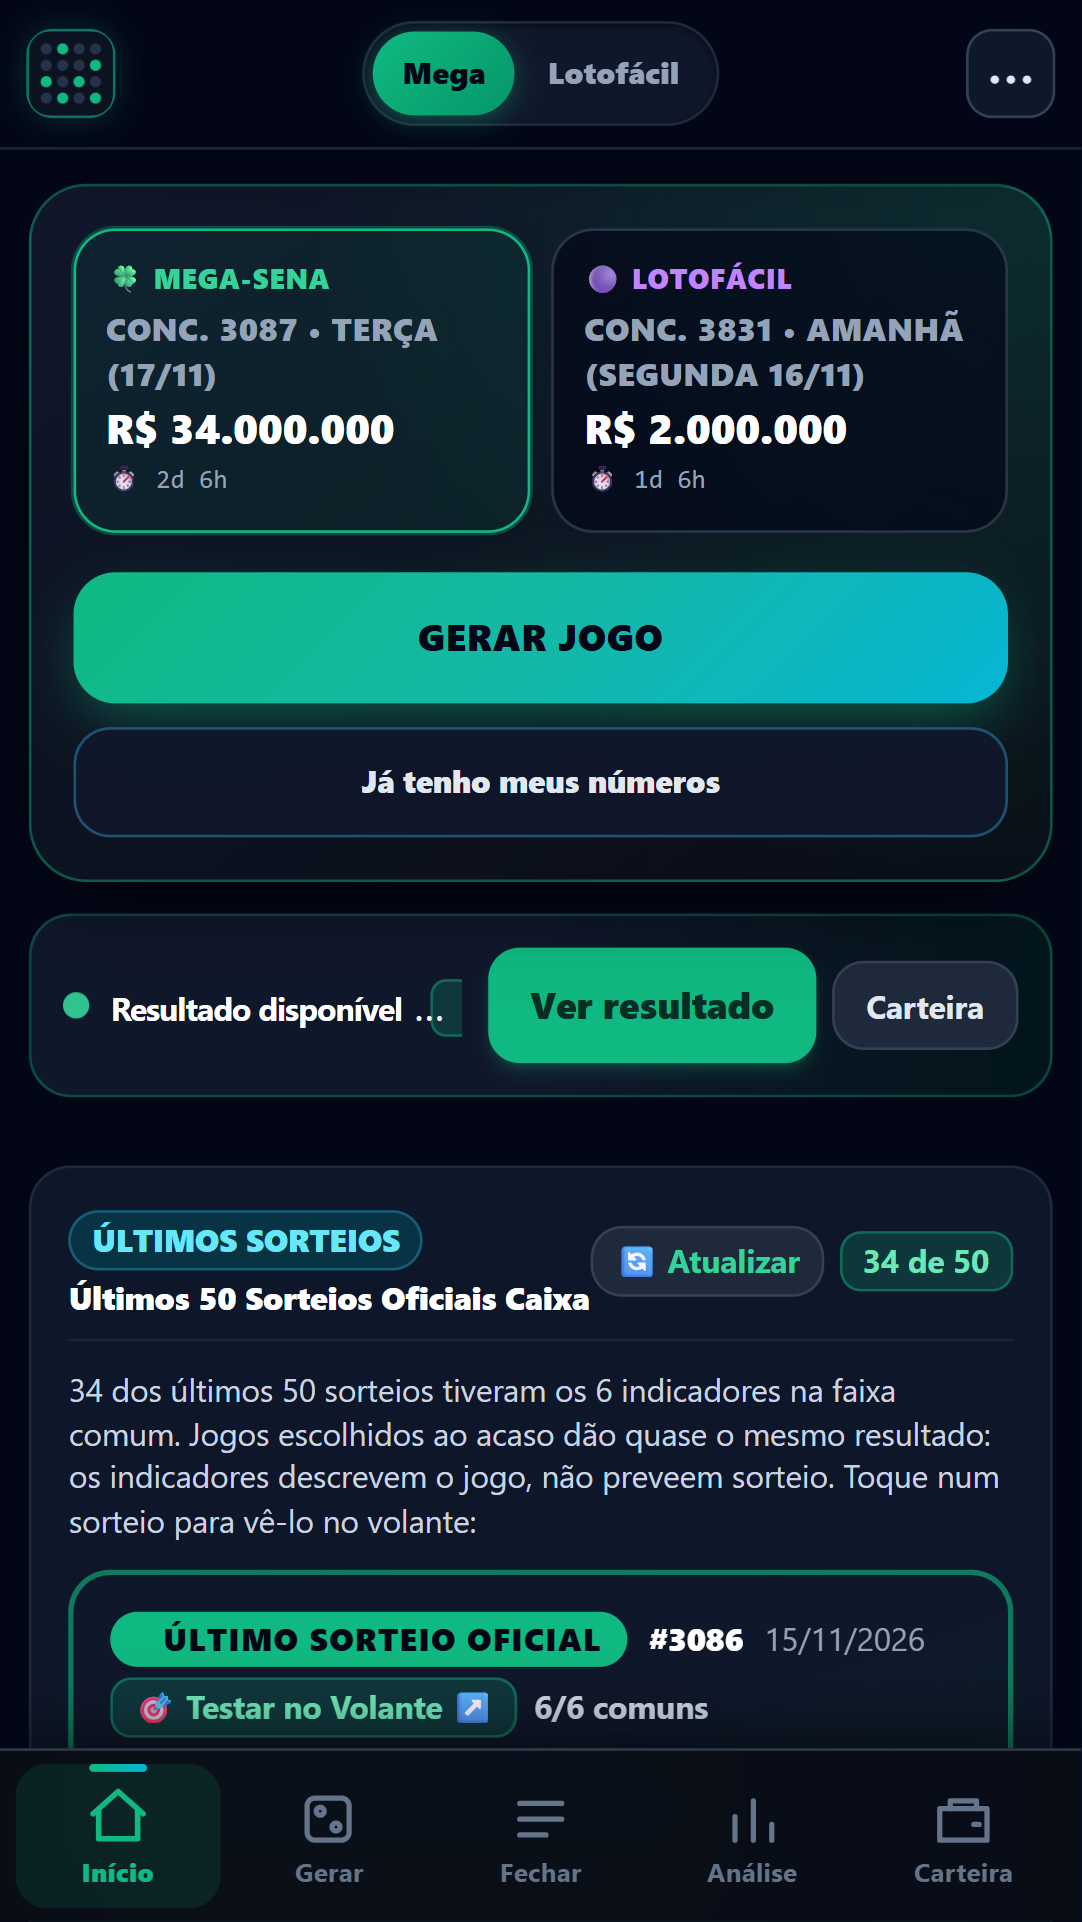 Mega
Lotofácil
...
MEGA-SENA
CONC. 3087 • TERÇA
(17/11)
R$ 34.000.000
2d 6h
LOTOFÁCIL
CONC. 3831 • AMANHÃ
(SEGUNDA 16/11)
R$ 2.000.000
1d 6h
GERAR JOGO
Já tenho meus números
Resultado disponível ...
Ver resultado
Carteira
ÚLTIMOS SORTEIOS
Últimos 50 Sorteios Oficiais Caixa
Atualizar
34 de 50
34 dos últimos 50 sorteios tiveram os 6 indicadores na faixa
comum. Jogos escolhidos ao acaso dão quase o mesmo resultado:
os indicadores descrevem o jogo, não preveem sorteio. Toque num
sorteio para vê-lo no volante:
ÚLTIMO SORTEIO OFICIAL #3086 15/11/2026
Testar no Volante 6/6 comuns
Início
Gerar
Fechar
Análise
Carteira